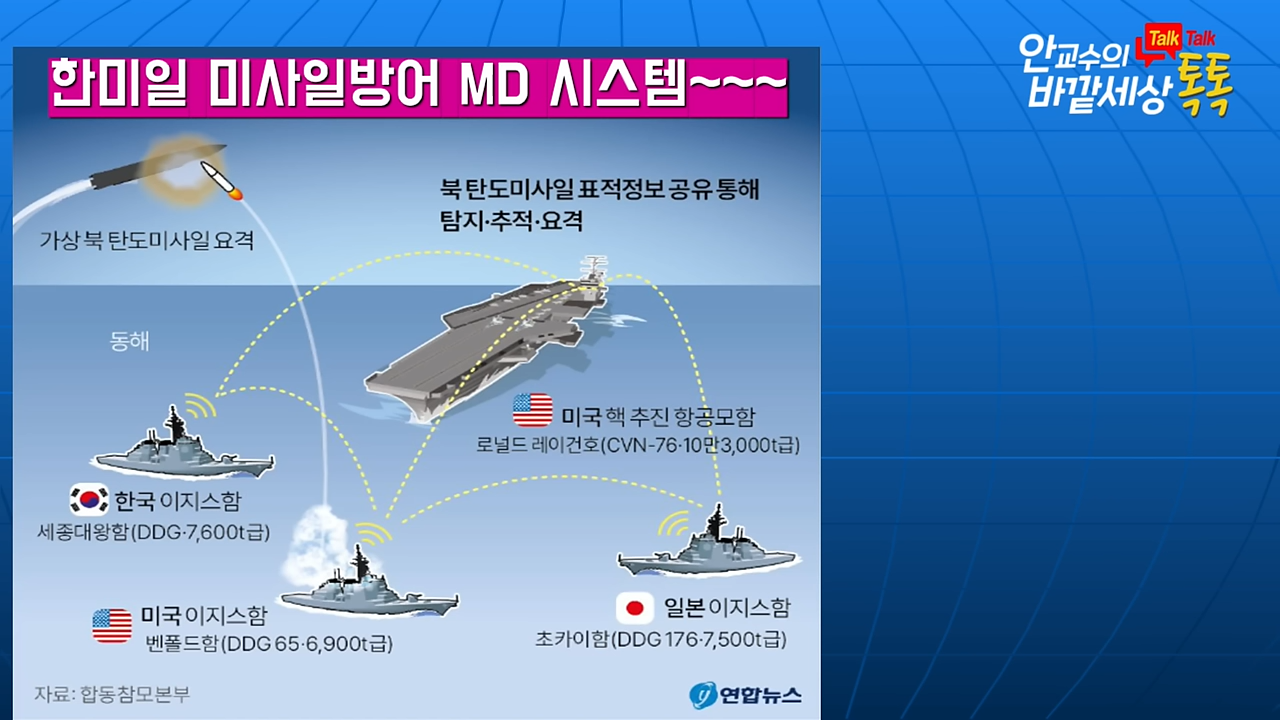 한미일 미사일방어 MD 시스템~~~
안교수의 Talk Talk
바깥세상 톡톡
북 탄도미사일 표적정보 공유 통해
탐지·추적·요격
가상 북 탄도미사일 요격
동해
미국 핵 추진 항공모함
로널드 레이건호(CVN-76·10만3,000t급)
한국 이지스함
세종대왕함(DDG·7,600t급)
미국 이지스함
벤폴드함(DDG 65·6,900t급)
일본 이지스함
초카이함(DDG 176·7,500t급)
자료: 합동참모본부
y 연합뉴스